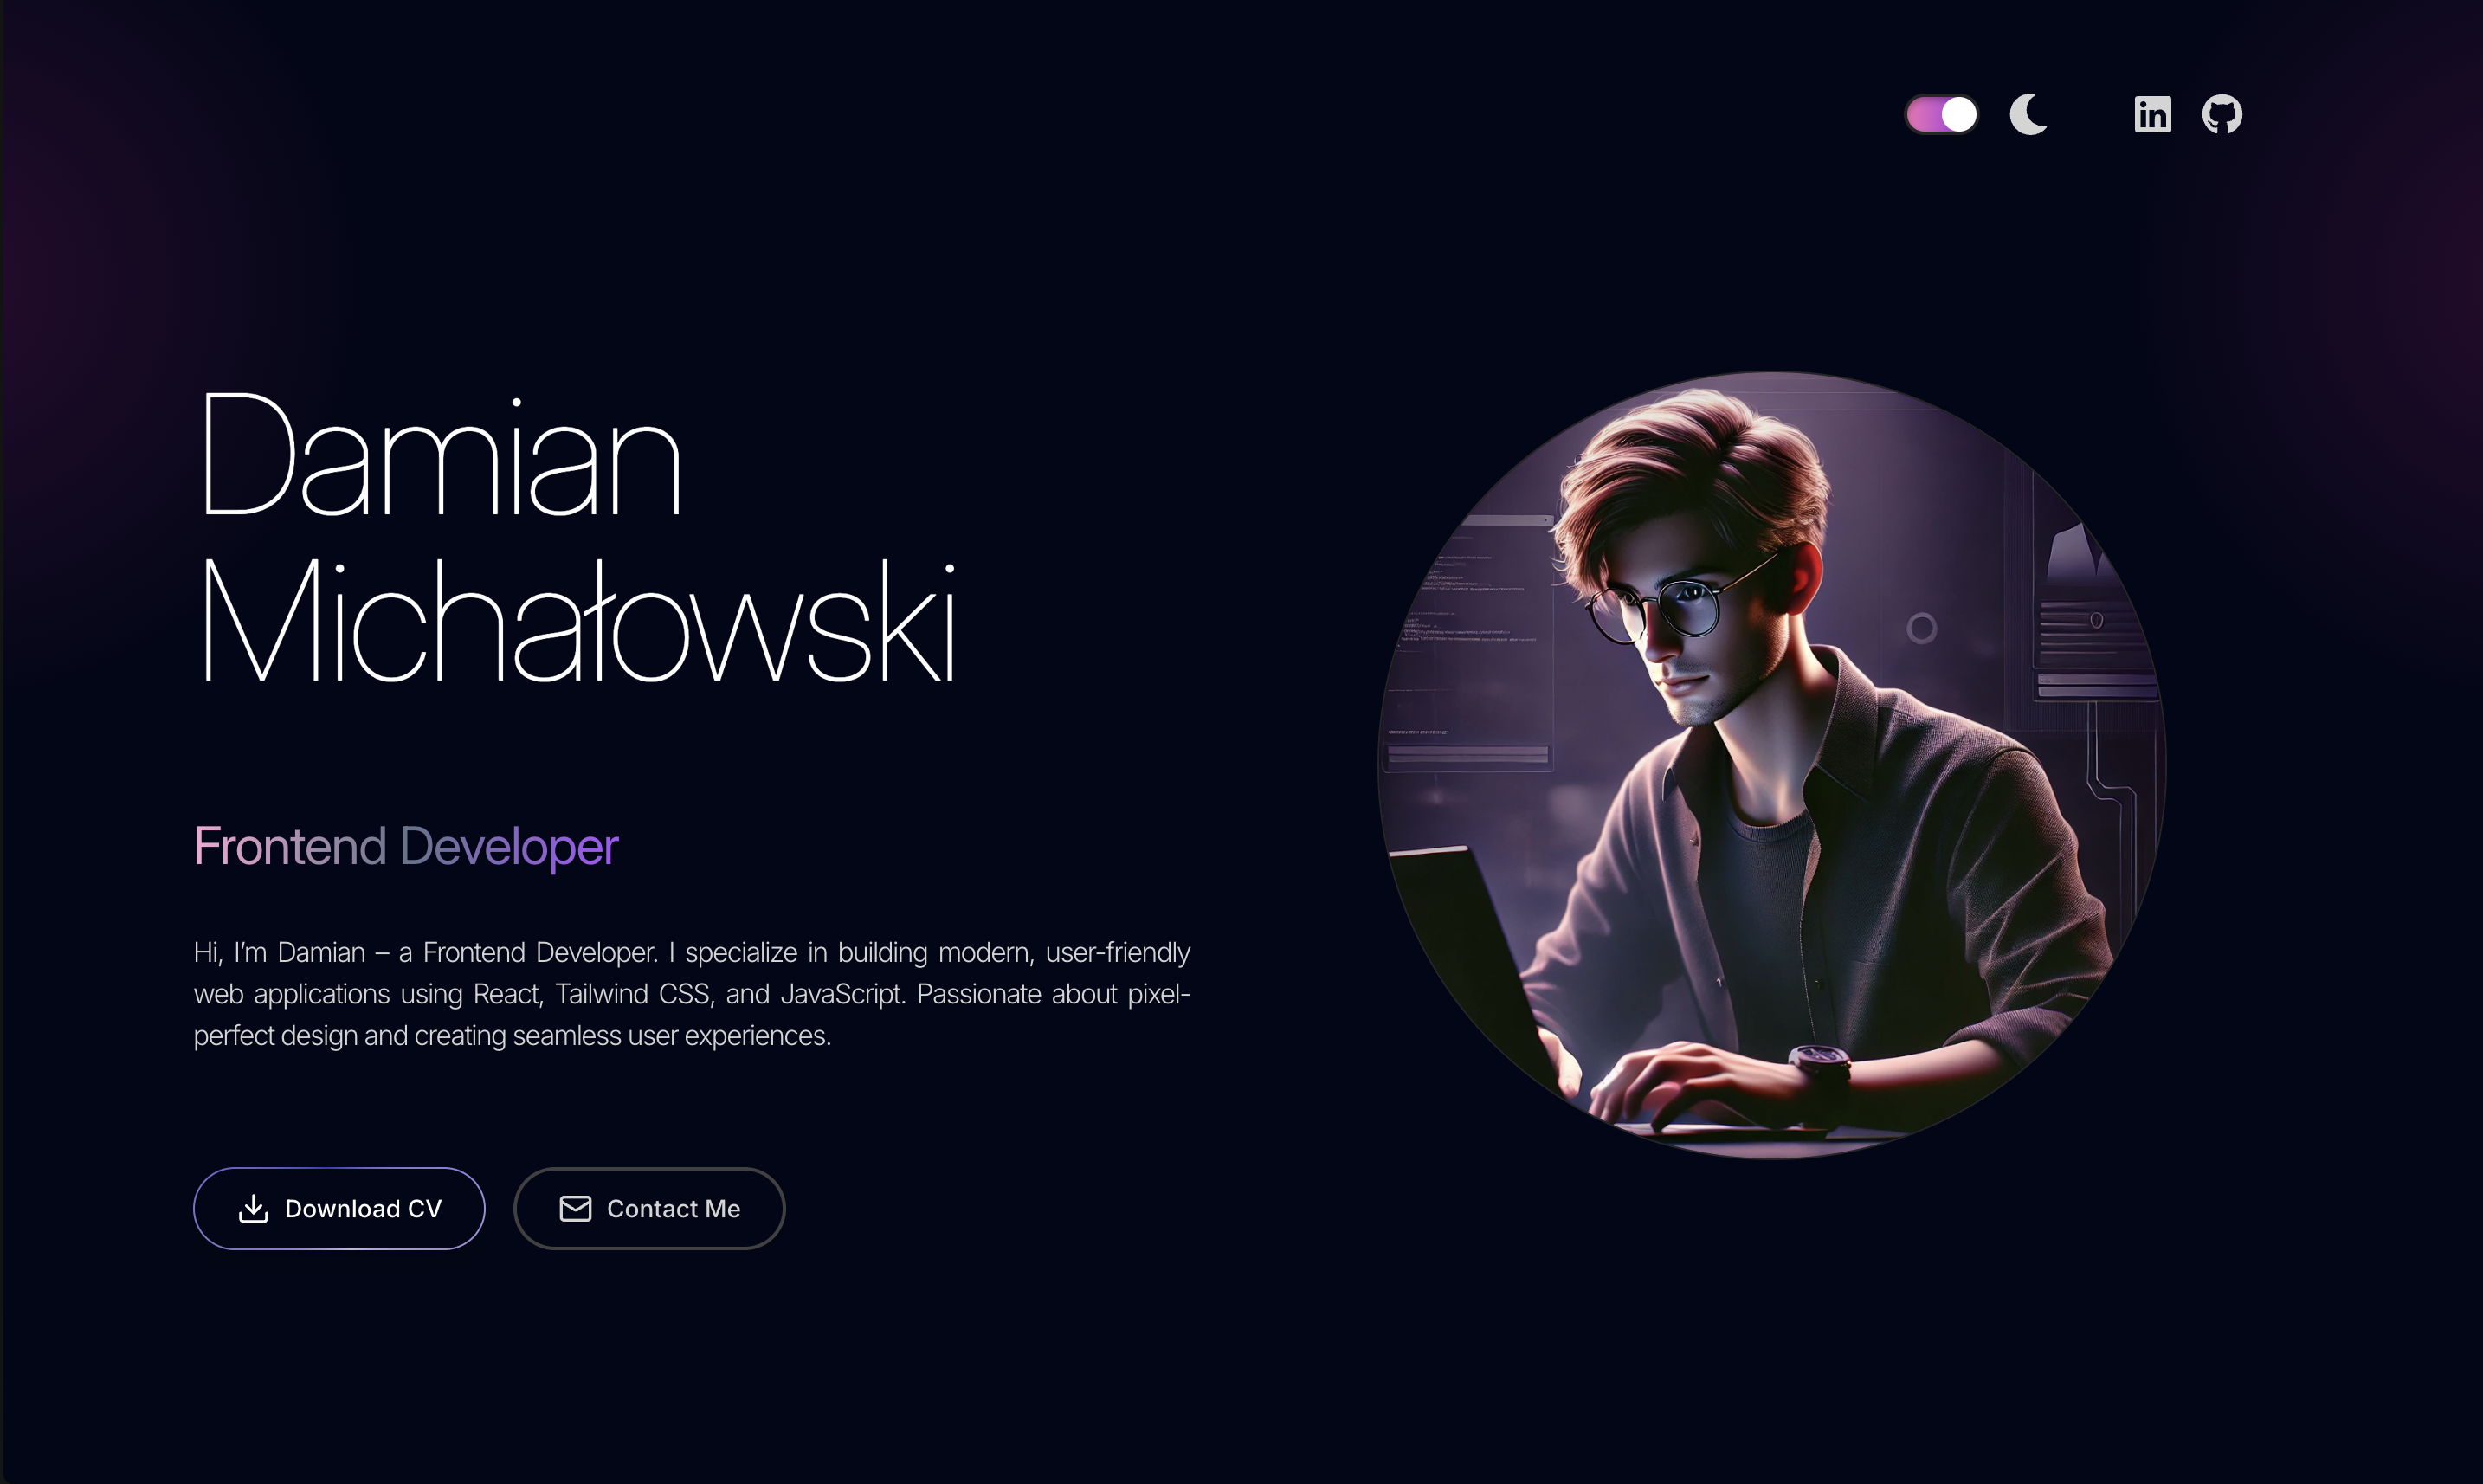 in
Damian
Michałowski
Frontend Developer
Hi, I’m Damian – a Frontend Developer. I specialize in building modern, user-friendly
web applications using React, Tailwind CSS, and JavaScript. Passionate about pixel-
perfect design and creating seamless user experiences.
Download CV
Contact Me